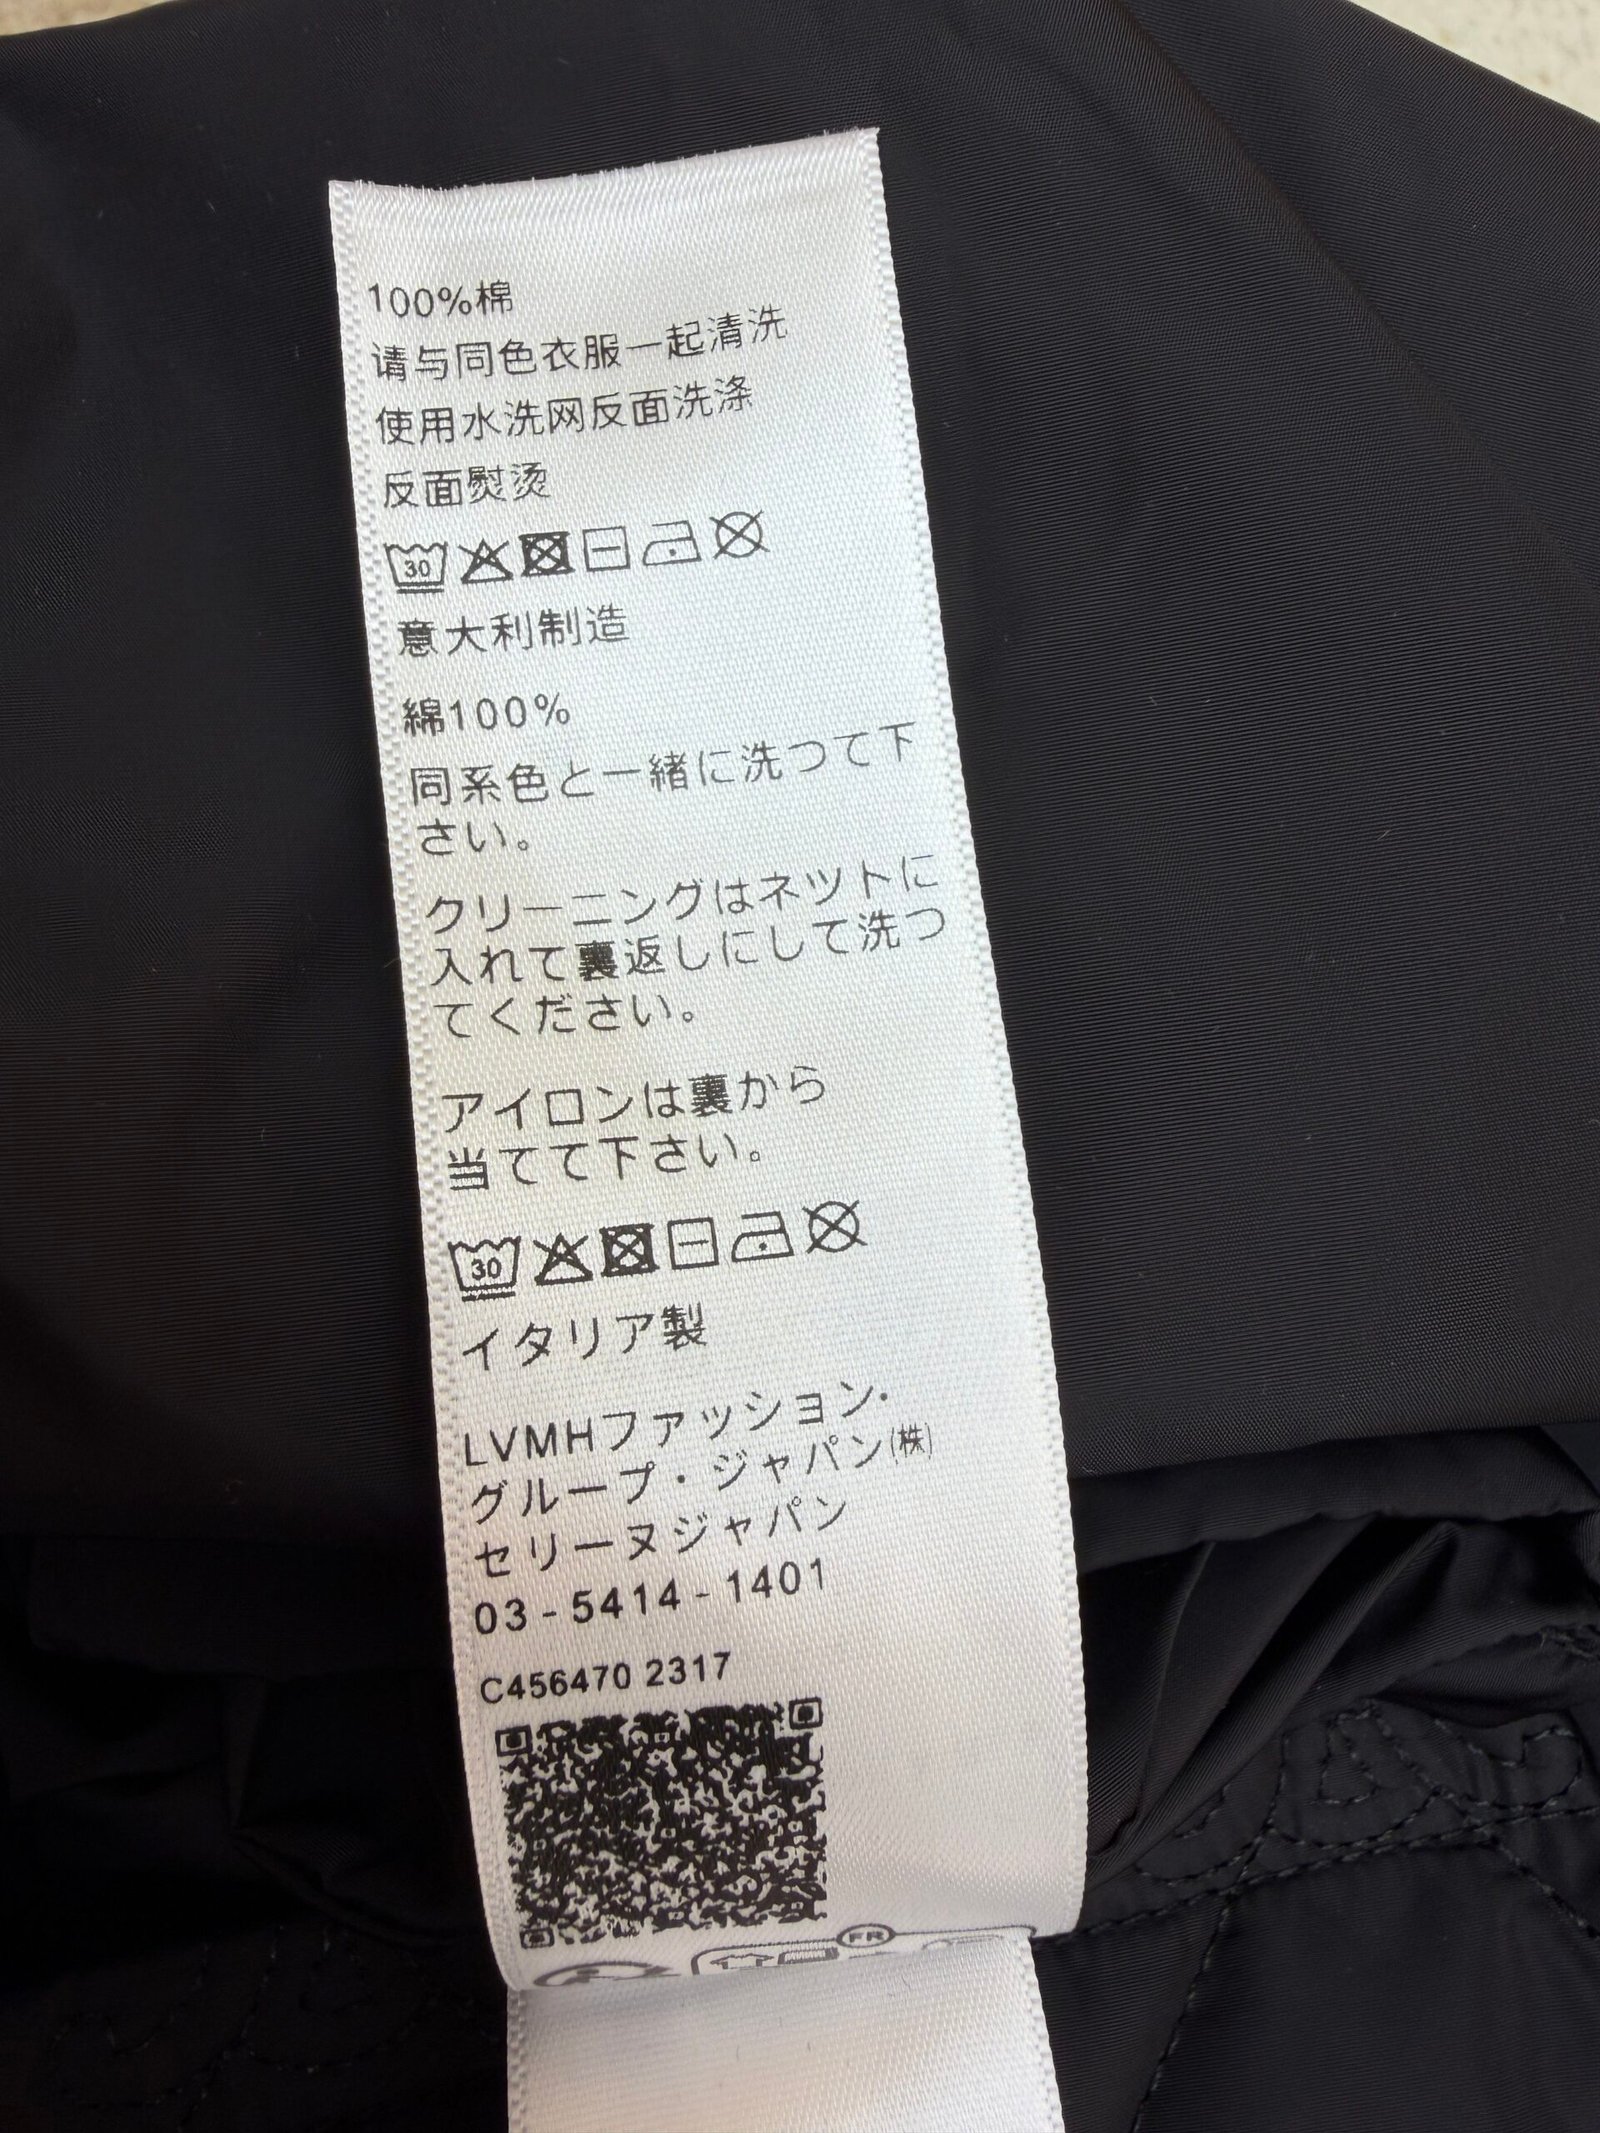 100%棉
请与同色衣服一起清洗
使用水洗网反面洗涤
反面熨烫
30
意大利制造
綿100%
同系色と一緒に洗つて下
さい。
クリーニングはネツトに
入れて裏返しにして洗つ
てください。
アイロンは裏から
当てて下さい。
30
イタリア製
LVMHファッション・
グループ・ジャパン(株)
セリーヌジャパン
03-5414-1401
C456470 2317
FR